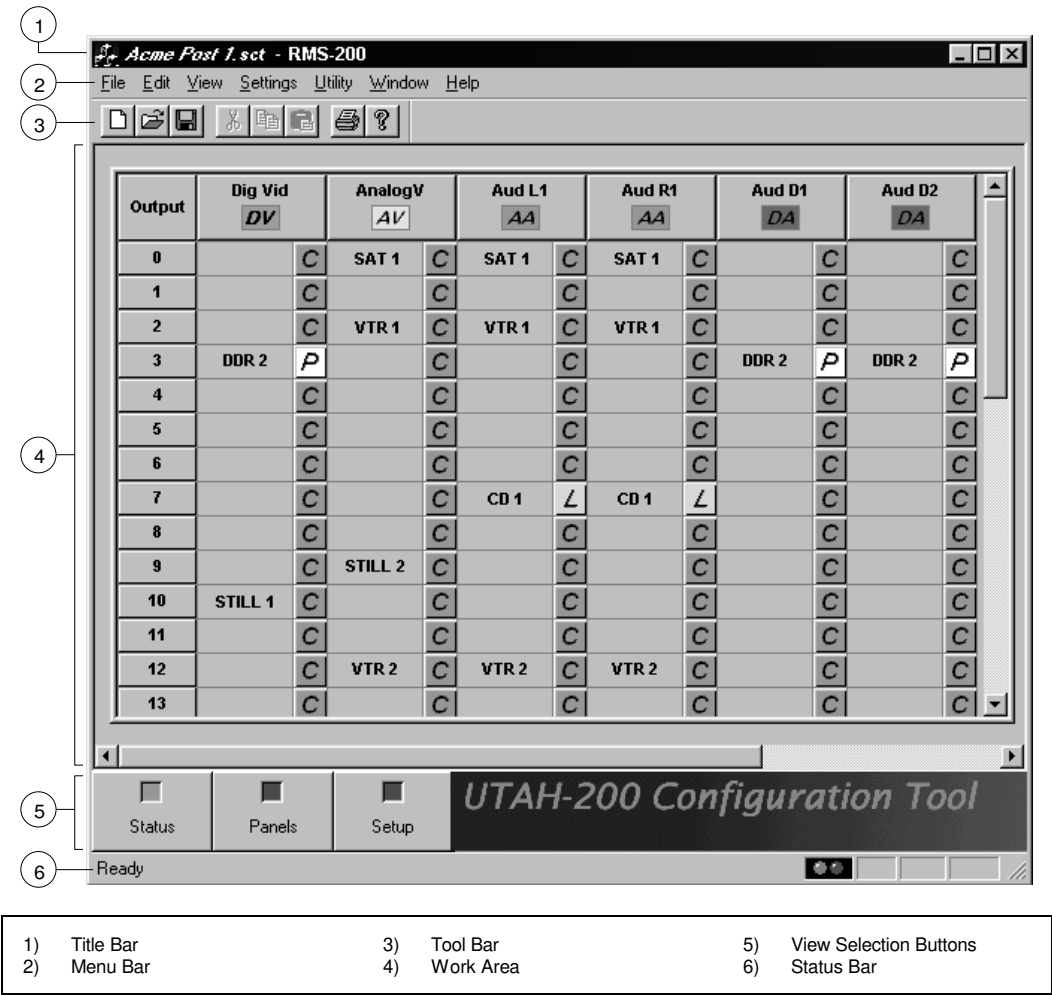 1
Acme Post 1.sct - RMS-200
2
File Edit View Settings Utility Window Help
3
4
Output Dig Vid AnalogV Aud L1 Aud R1 Aud D1 Aud D2
DV AV AA AA DA DA
0 C SAT 1 C SAT 1 C SAT 1 C C C
1 C C C C C C
2 C VTR 1 C VTR 1 C VTR 1 C C C
3 DDR 2 P C C C DDR 2 P DDR 2 P
4 C C C C C C
5 C C C C C C
6 C C C C C C
7 C C CD 1 L CD 1 L C C
8 C C C C C C
9 C STILL 2 C C C C C
10 STILL 1 C C C C C C
11 C C C C C C
12 C VTR 2 C VTR 2 C VTR 2 C C C
13 C C C C C C
5
Status Panels Setup UTAH-200 Configuration Tool
6
Ready
1) Title Bar 3) Tool Bar 5) View Selection Buttons
2) Menu Bar 4) Work Area 6) Status Bar